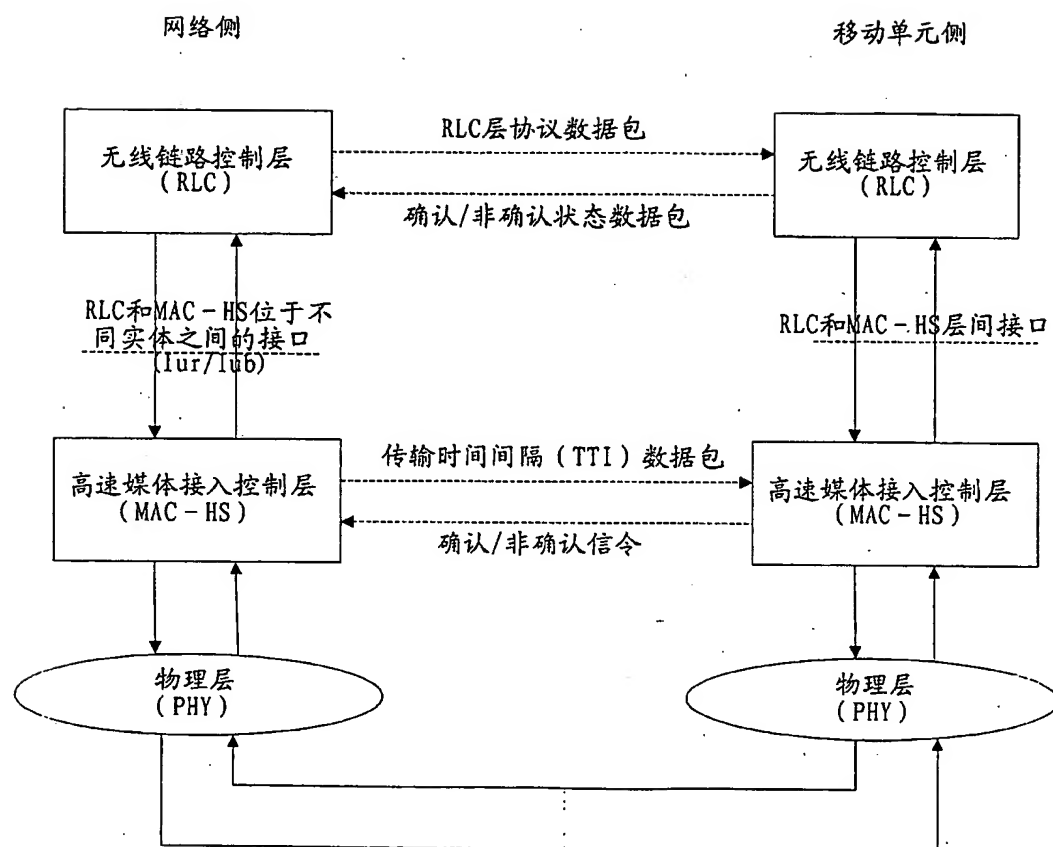 网络侧
移动单元侧
无线链路控制层
(RLC)
RLC层协议数据包
确认/非确认状态数据包
无线链路控制层
(RLC)
RLC和MAC-HS位于不
同实体之间的接口
(Iur/Iub)
RLC和MAC-HS层间接口
高速媒体接入控制层
(MAC-HS)
传输时间间隔(TTI)数据包
确认/非确认信令
高速媒体接入控制层
(MAC-HS)
物理层
(PHY)
物理层
(PHY)